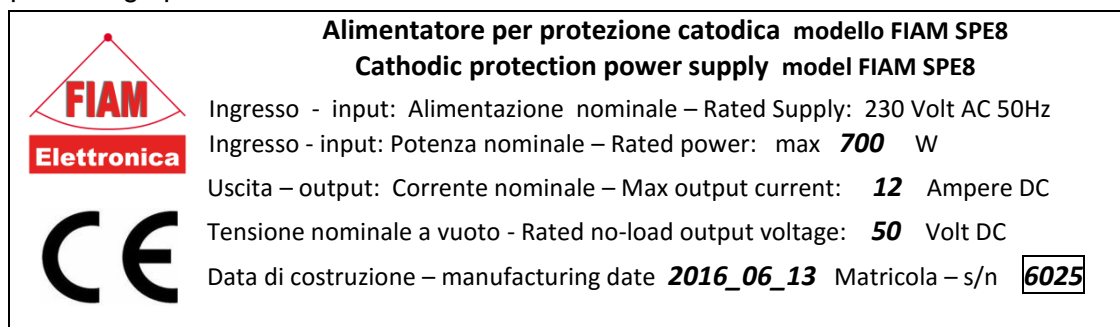 Alimentatore per protezione catodica modello FIAM SPE8
Cathodic protection power supply model FIAM SPE8
FIAM
Elettronica
CE
Ingresso - input: Alimentazione nominale – Rated Supply: 230 Volt AC 50Hz
Ingresso - input: Potenza nominale – Rated power: max 700 W
Uscita – output: Corrente nominale – Max output current: 12 Ampere DC
Tensione nominale a vuoto - Rated no-load output voltage: 50 Volt DC
Data di costruzione – manufacturing date 2016_06_13 Matricola – s/n 6025